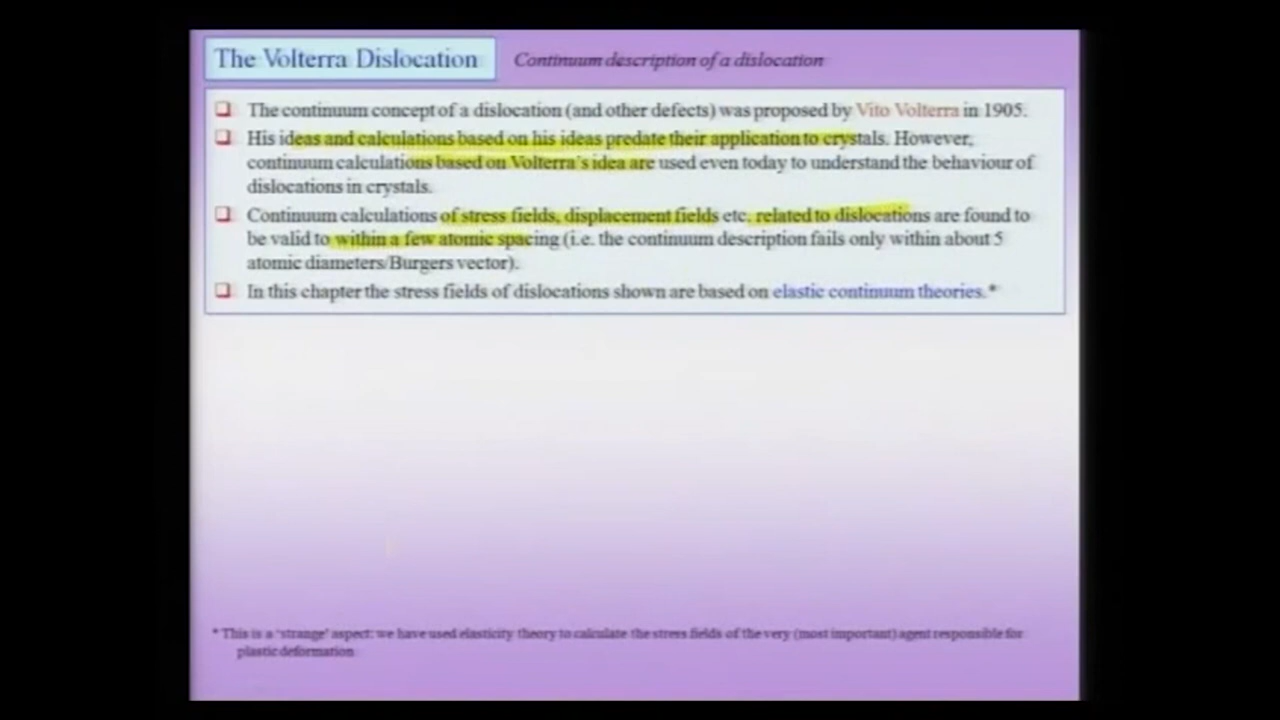 The Volterra Dislocation
Continuum description of a dislocation
The continuum concept of a dislocation (and other defects) was proposed by Vito Volterra in 1905.
His ideas and calculations based on his ideas predate their application to crystals. However,
continuum calculations based on Volterra's idea are used even today to understand the behaviour of
dislocations in crystals.
Continuum calculations of stress fields, displacement fields etc. related to dislocations are found to
be valid to within a few atomic spacing (i.e. the continuum description fails only within about 5
atomic diameters/Burgers vector).
In this chapter the stress fields of dislocations shown are based on elastic continuum theories.*
* This is a 'strange' aspect: we have used elasticity theory to calculate the stress fields of the very (most important) agent responsible for
plastic deformation